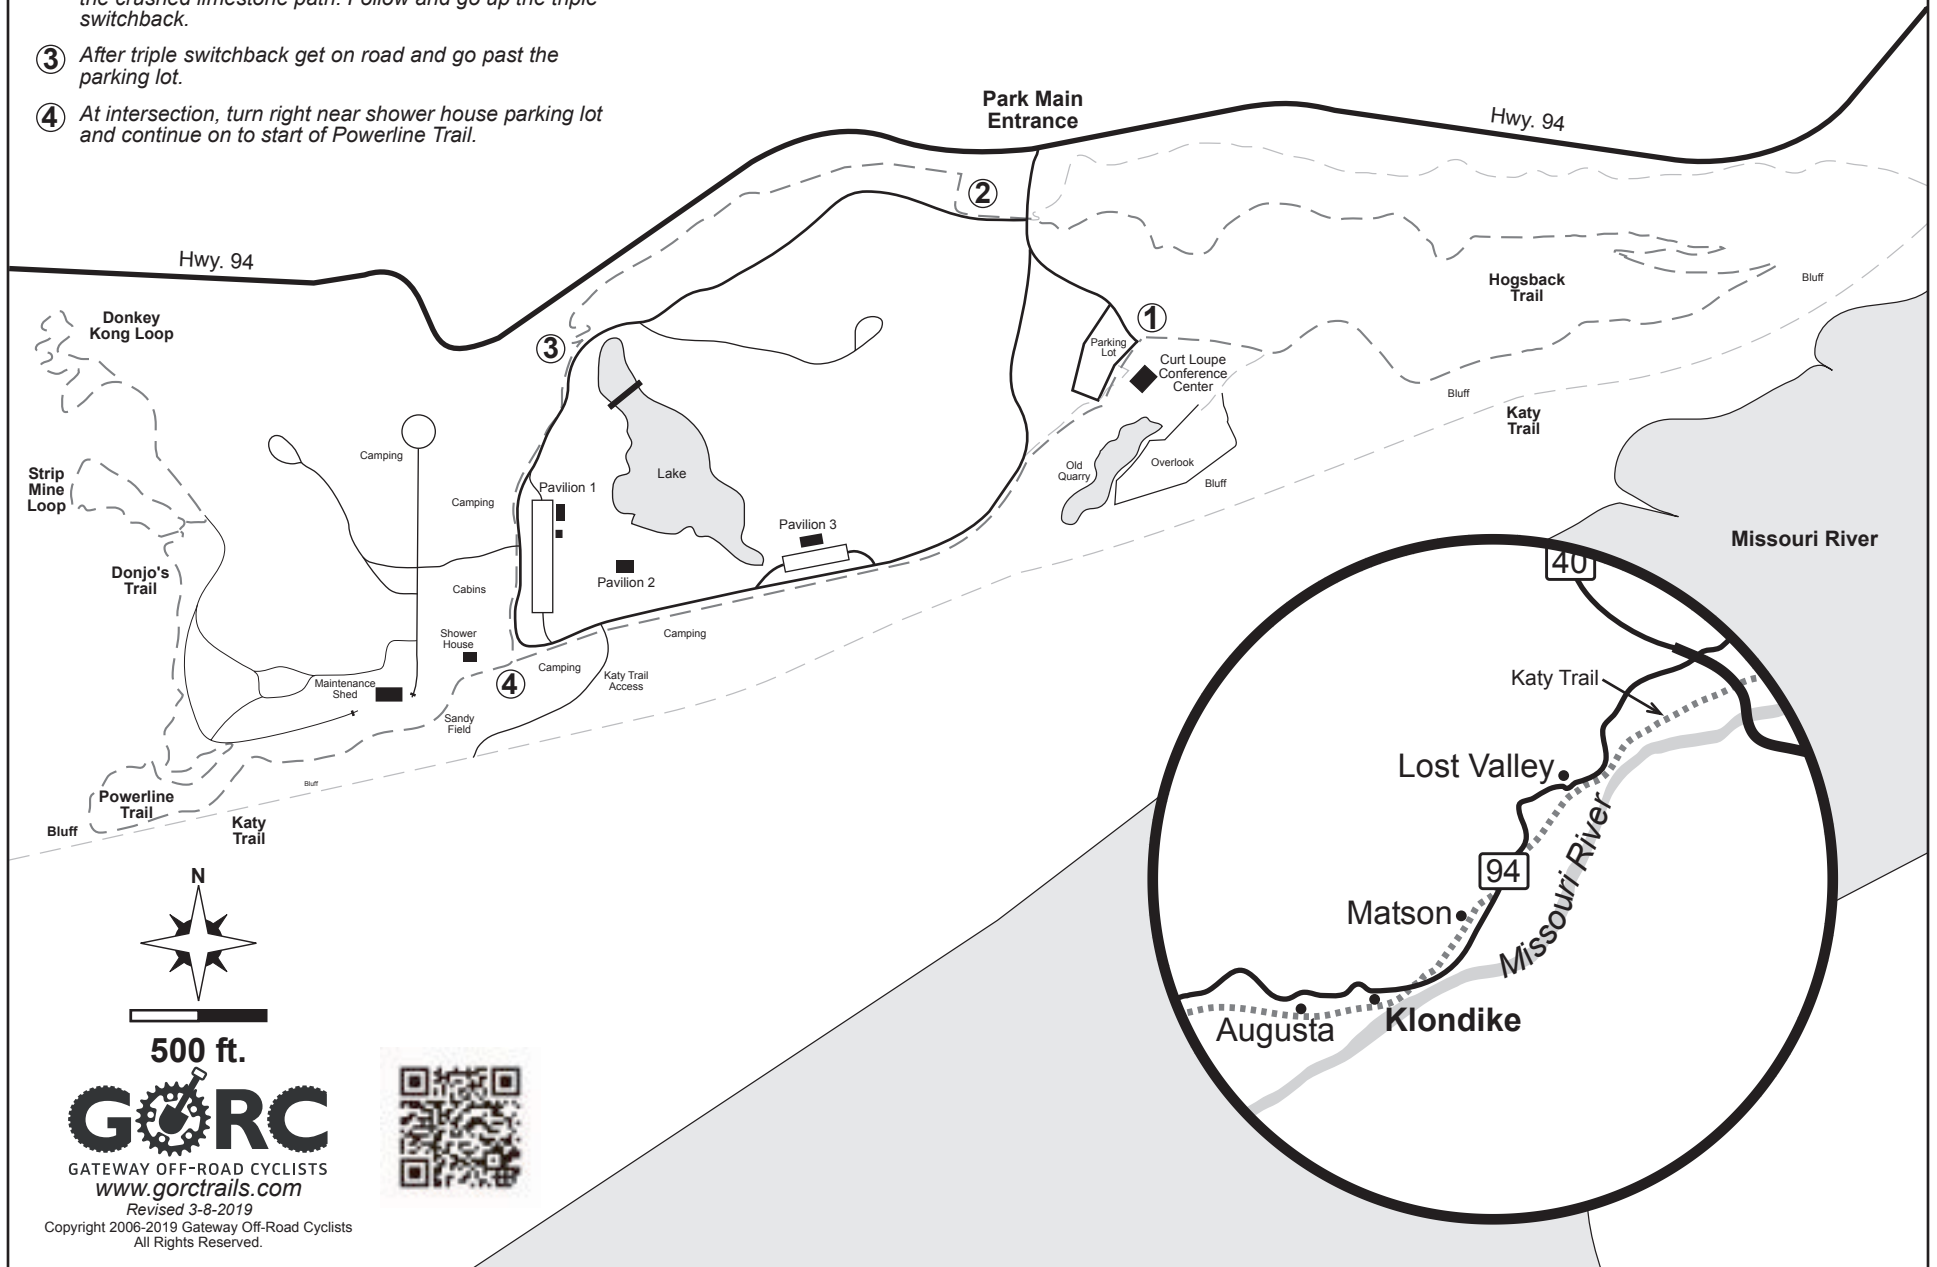 the crashed limestone path. Follow and go up the triple
switchback.
3 After triple switchback get on road and go past the
parking lot.
4 At intersection, turn right near shower house parking lot
and continue on to start of Powerline Trail.
Park Main
Entrance
Hwy. 94
2
Hwy. 94
Hogsback
Trail
Bluff
Donkey
Kong Loop
1
3
Parking
Lot
Curt Loupe
Conference
Center
Bluff
Katy
Trail
Camping
Strip
Mine
Loop
Lake
Old
Quarry
Overlook
Bluff
Camping
Pavilion 1
Pavilion 3
Missouri River
Donjo's
Trail
Pavilion 2
Cabins
Shower
House
Camping
Camping
Katy Trail
Access
4
Maintenance
Shed
Sandy
Field
Bluff
Powerline
Trail
Bluff
Katy
Trail
40
Katy Trail
Lost Valley
94
Missouri River
Matson
Augusta
Klondike
N
500 ft.
GORC
GATEWAY OFF-ROAD CYCLISTS
www.gorctrails.com
Revised 3-8-2019
Copyright 2006-2019 Gateway Off-Road Cyclists
All Rights Reserved.